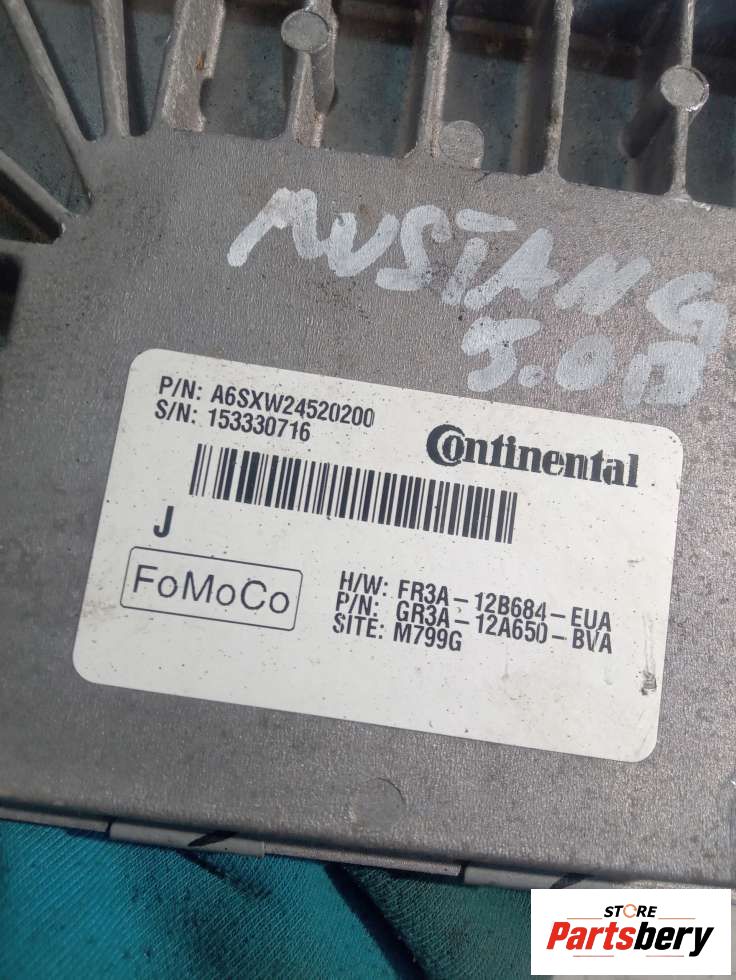 MUSTANG
5.0
P/N: A6SXW24520200
S/N: 153330716
Continental
J
FoMoCo
H/W: FR3A-12B684-EUA
P/N: GR3A-12A650-BVA
SITE: M799G
STORE
Partsbery